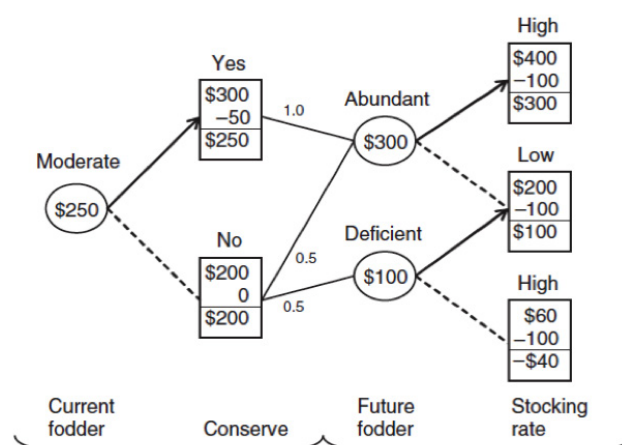 High
$400
–100
$300
Yes
$300
–50
$250
1.0
Abundant
$300
Moderate
$250
Low
$200
–100
$100
No
$200
0
$200
0.5
0.5
Deficient
$100
High
$60
–100
–$40
Current
fodder
Conserve
Future
fodder
Stocking
rate